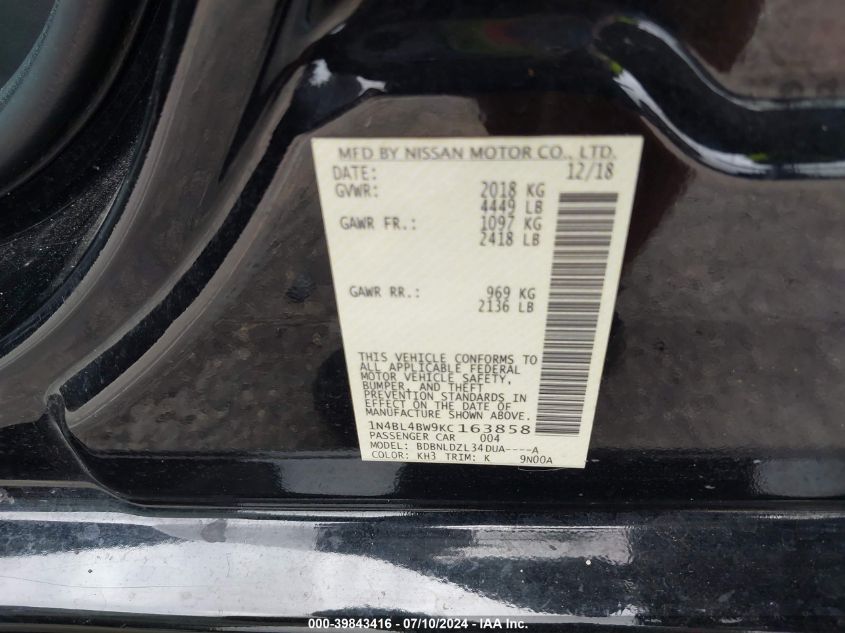 MFD BY NISSAN MOTOR CO., LTD.
DATE: 12/18
GVWR: 2018 KG
4449 LB
GAWR FR.: 1097 KG
2418 LB
GAWR RR.: 969 KG
2136 LB
THIS VEHICLE CONFORMS TO
ALL APPLICABLE FEDERAL
MOTOR VEHICLE SAFETY,
BUMPER, AND THEFT
PREVENTION STANDARDS IN
EFFECT ON THE DATE OF
MANUFACTURE SHOWN ABOVE.
1N4BL4BW9KC163858
PASSENGER CAR 004
MODEL: BDBNLDZL34DUA----A
COLOR: KH3 TRIM: K 9N00A
000-39843416 - 07/10/2024 - IAA Inc.